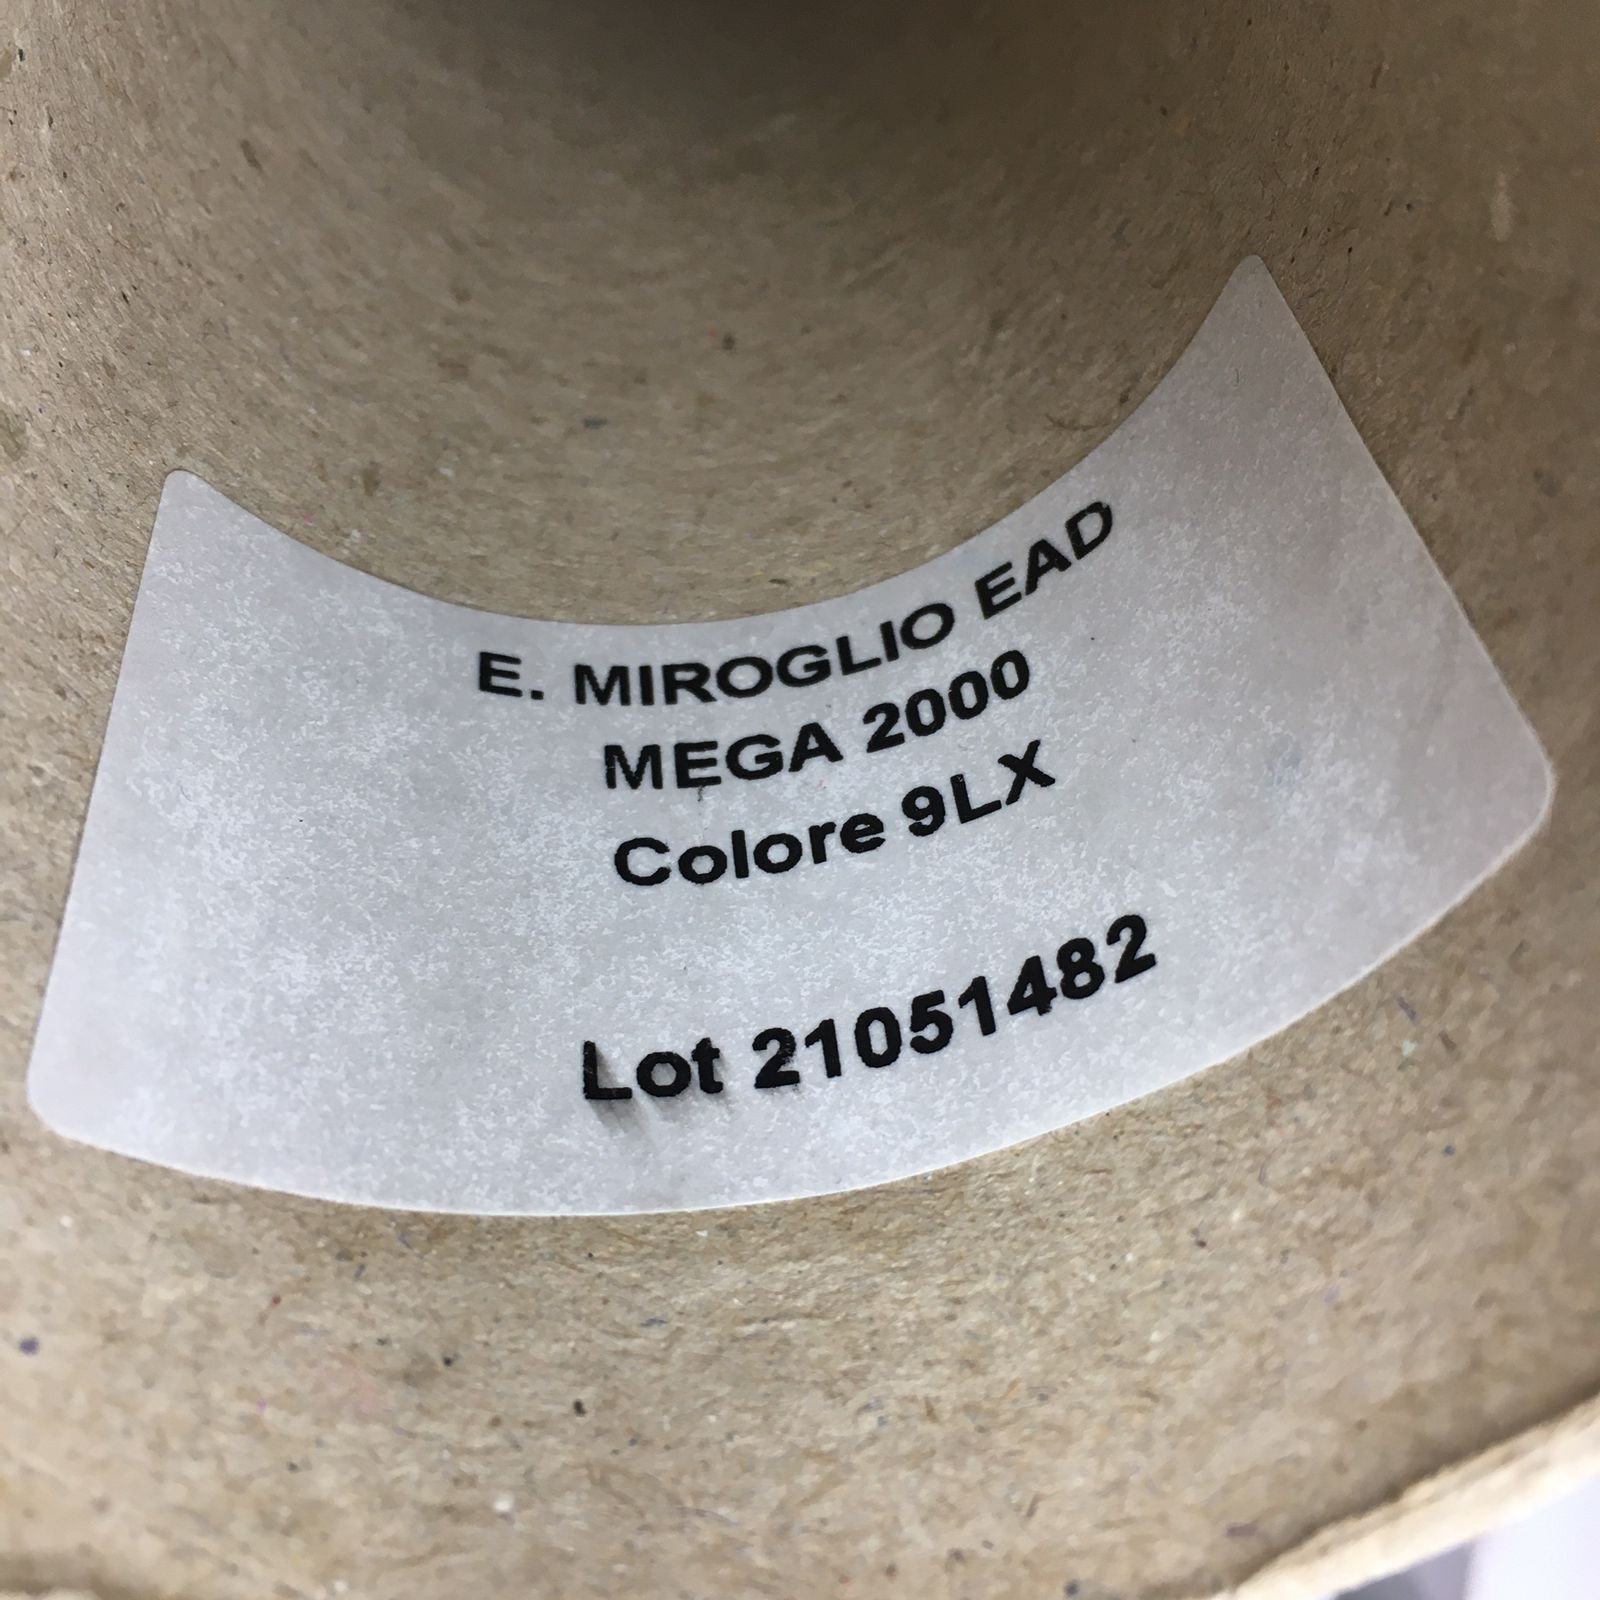 E. MIROGLIO EAD
MEGA 2000
Colore 9LX
Lot 21051482